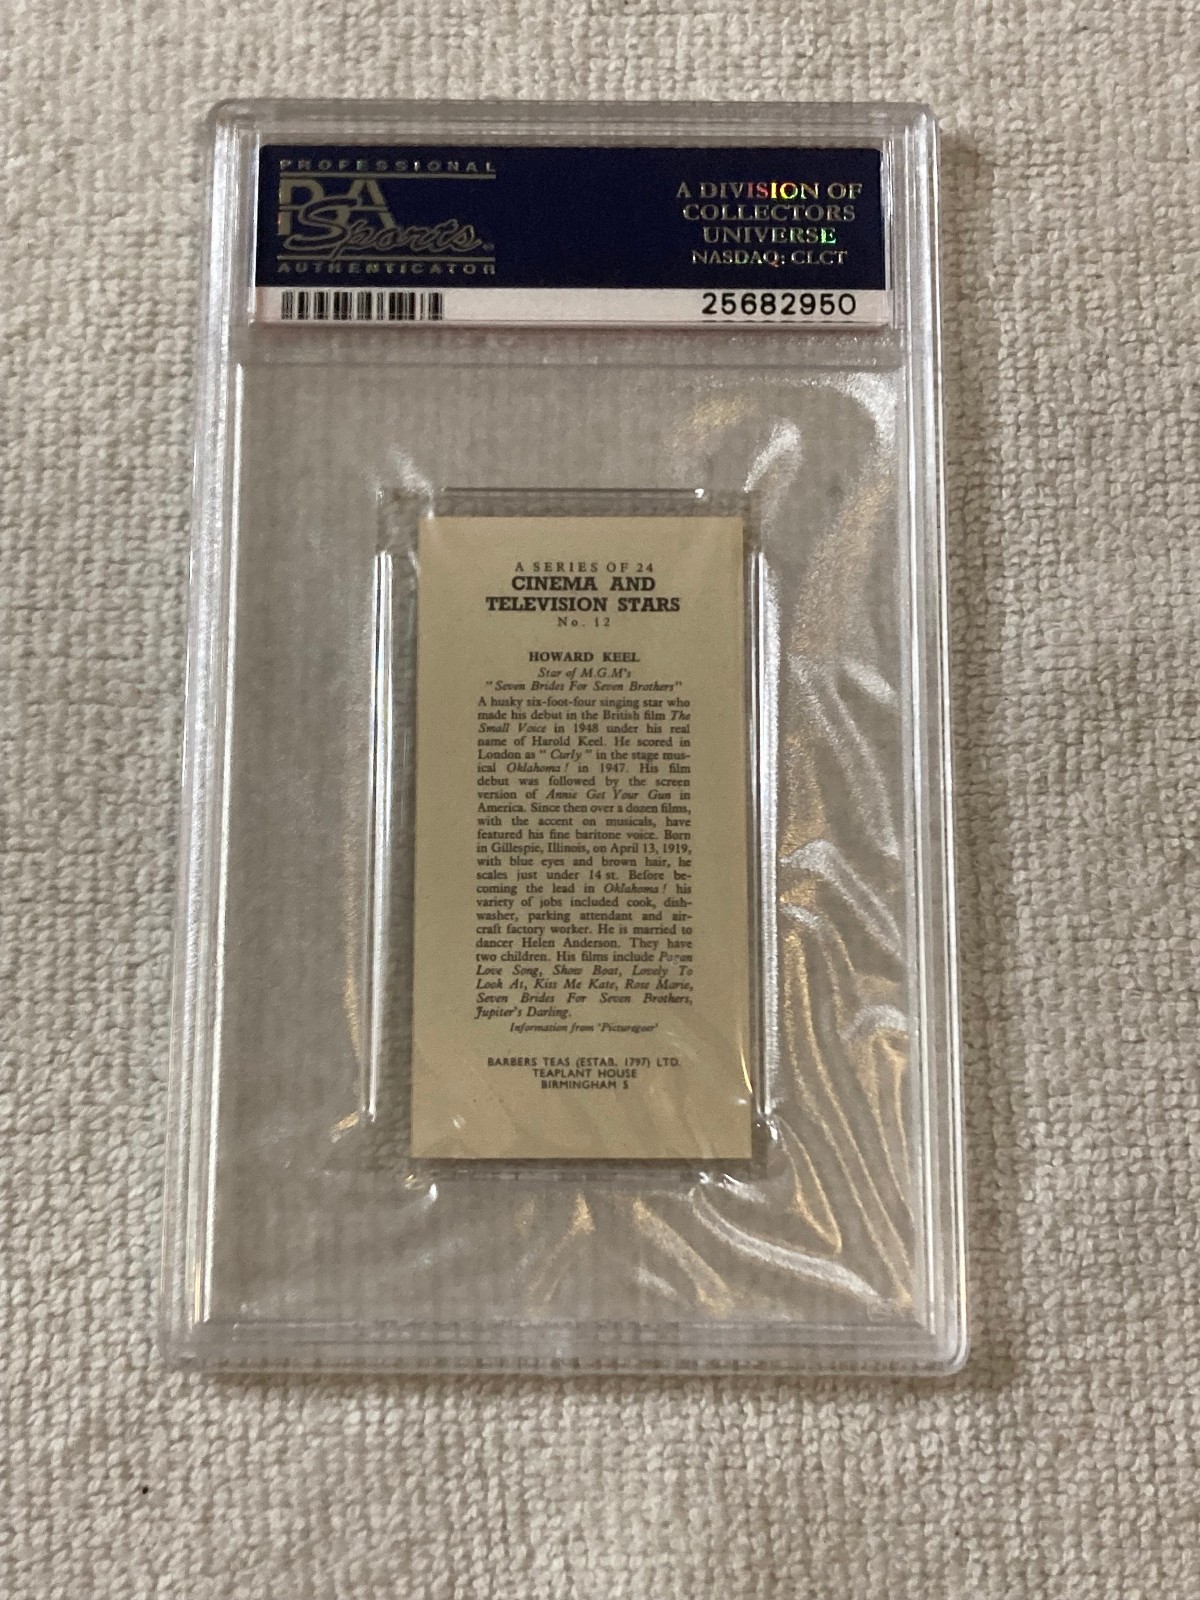 PROFESSIONAL
PSA
Sports
AUTHENTICATOR
A DIVISION OF
COLLECTORS
UNIVERSE
NASDAQ: CLCT
25682950
A SERIES OF 24
CINEMA AND
TELEVISION STARS
No. 12
HOWARD KEEL
Star of M.G.M's
"Seven Brides For Seven Brothers"
A husky six-foot-four singing star who
made his debut in the British film The
Small Voice in 1948 under his real
name of Harold Keel. He scored in
London as "Curly" in the stage mus-
ical Oklahoma! in 1947. His film
debut was followed by the screen
version of Annie Get Your Gun in
America. Since then over a dozen films,
with the accent on musicals, have
featured his fine baritone voice. Born
in Gillespie, Illinois, on April 13, 1919,
with blue eyes and brown hair, he
scales just under 14 st. Before be-
coming the lead in Oklahoma! his
variety of jobs included cook, dish-
washer, parking attendant and air-
craft factory worker. He is married to
dancer Helen Anderson. They have
two children. His films include Pagan
Love Song, Show Boat, Lovely To
Look At, Kiss Me Kate, Rose Marie,
Seven Brides For Seven Brothers,
Jupiter's Darling.
Information from 'Picturegoer'
BARBERS TEAS (ESTAB. 1797) LTD.
TEAPLANT HOUSE
BIRMINGHAM 5